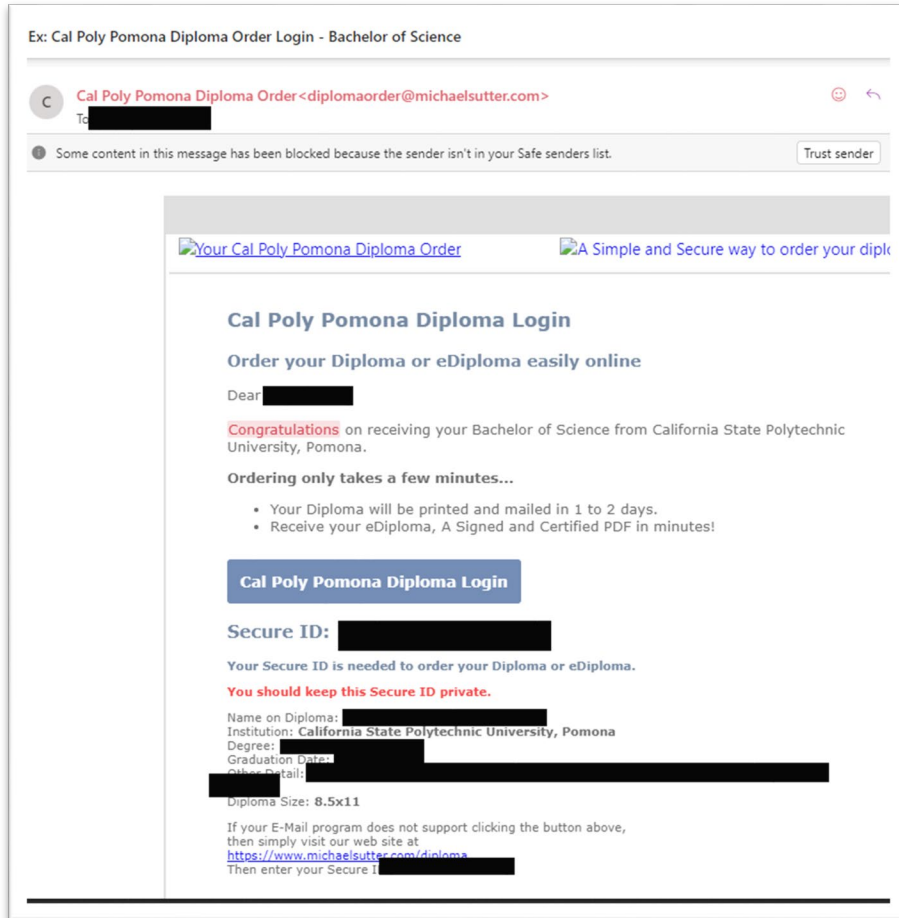 Ex: Cal Poly Pomona Diploma Order Login - Bachelor of Science
C
Cal Poly Pomona Diploma Order<diplomaorder@michaelsutter.com>
To
Some content in this message has been blocked because the sender isn't in your Safe senders list.
Trust sender
Your Cal Poly Pomona Diploma Order
A Simple and Secure way to order your
Cal Poly Pomona Diploma Login
Order your Diploma or eDiploma easily online
Dear
Congratulations on receiving your Bachelor of Science from California State Polytechnic
University, Pomona.
Ordering only takes a few minutes...
• Your Diploma will be printed and mailed in 1 to 2 days.
• Receive your eDiploma, A Signed and Certified PDF in minutes!
Cal Poly Pomona Diploma Login
Secure ID:
Your Secure ID is needed to order your Diploma or eDiploma.
You should keep this Secure ID private.
Name on Diploma:
Institution: California State Polytechnic University, Pomona
Degree:
Graduation Date:
Other Detail:
Diploma Size: 8.5x11
If your E-Mail program does not support clicking the button above,
then simply visit our web site at
https://www.michaelsutter.com/diploma
Then enter your Secure